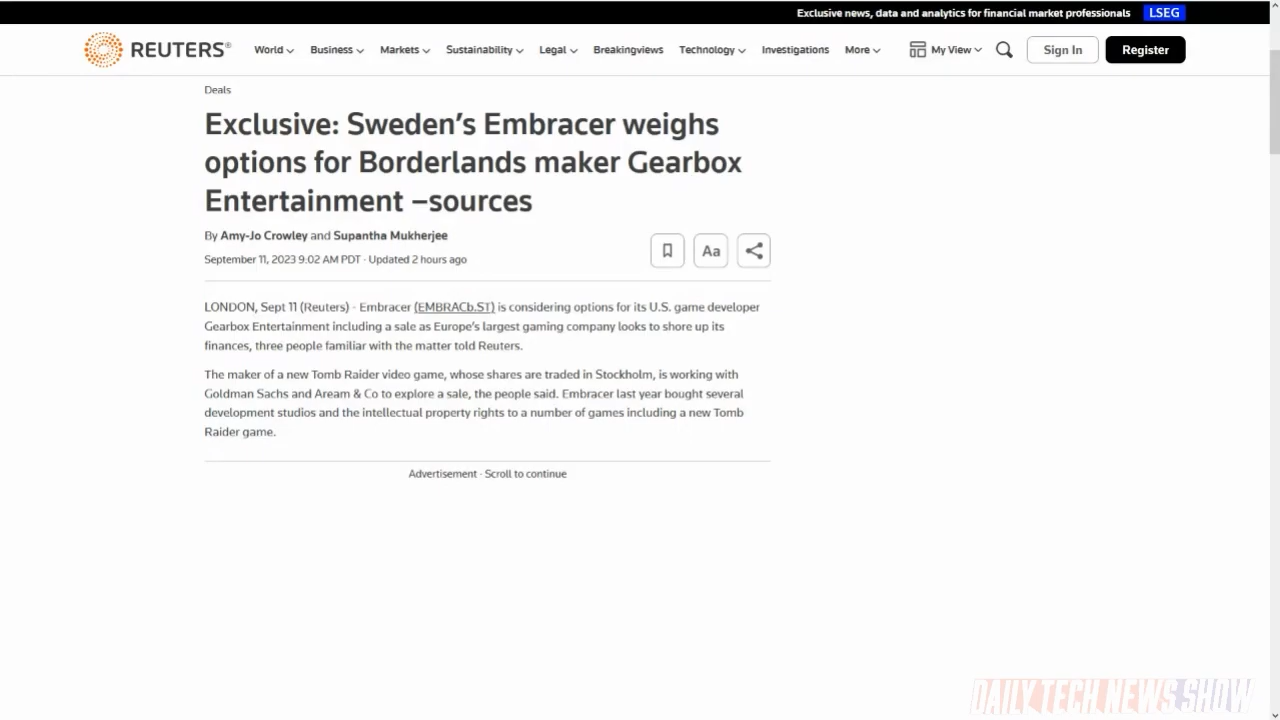 Exclusive news, data and analytics for financial market professionals LSEG
REUTERS® World Business Markets Sustainability Legal Breakingviews Technology Investigations More My View Sign In Register
Deals
Exclusive: Sweden's Embracer weighs
options for Borderlands maker Gearbox
Entertainment –sources
By Amy-Jo Crowley and Supantha Mukherjee
September 11, 2023 9:02 AM PDT · Updated 2 hours ago
Aa
LONDON, Sept 11 (Reuters) - Embracer (EMBRACb.ST) is considering options for its U.S. game developer
Gearbox Entertainment including a sale as Europe's largest gaming company looks to shore up its
finances, three people familiar with the matter told Reuters.
The maker of a new Tomb Raider video game, whose shares are traded in Stockholm, is working with
Goldman Sachs and Aream & Co to explore a sale, the people said. Embracer last year bought several
development studios and the intellectual property rights to a number of games including a new Tomb
Raider game.
Advertisement · Scroll to continue
DAILY TECH NEWS SHOW